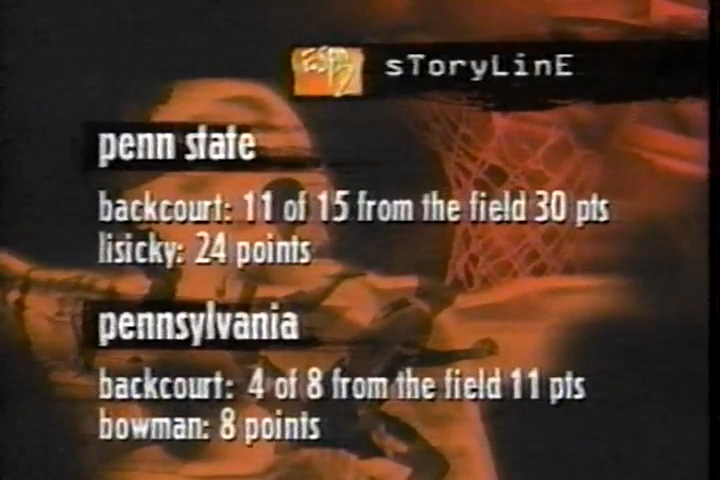 ESPN2
sToryLinE
penn state
backcourt: 11 of 15 from the field 30 pts
lisicky: 24 points
pennsylvania
backcourt: 4 of 8 from the field 11 pts
bowman: 8 points